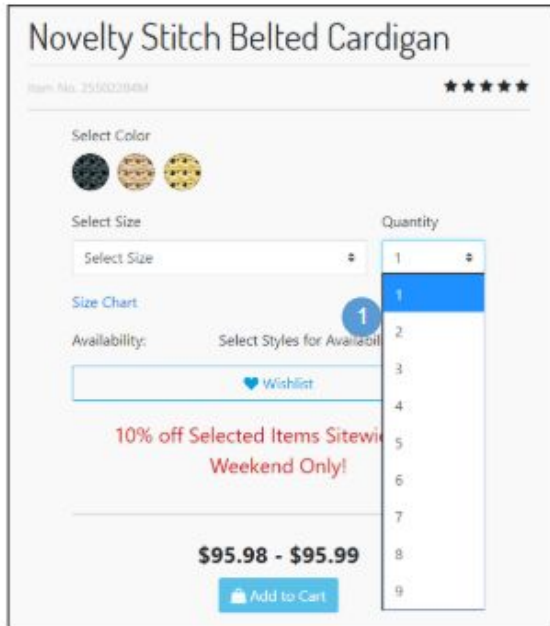 Novelty Stitch Belted Cardigan
Item No. 25502284M
Select Color
Select Size Quantity
Select Size 1
Size Chart
1
1
2
3
4
5
6
7
8
9
Availability: Select Styles for Availabil
Wishlist
10% off Selected Items Sitewi
Weekend Only!
$95.98 - $95.99
Add to Cart